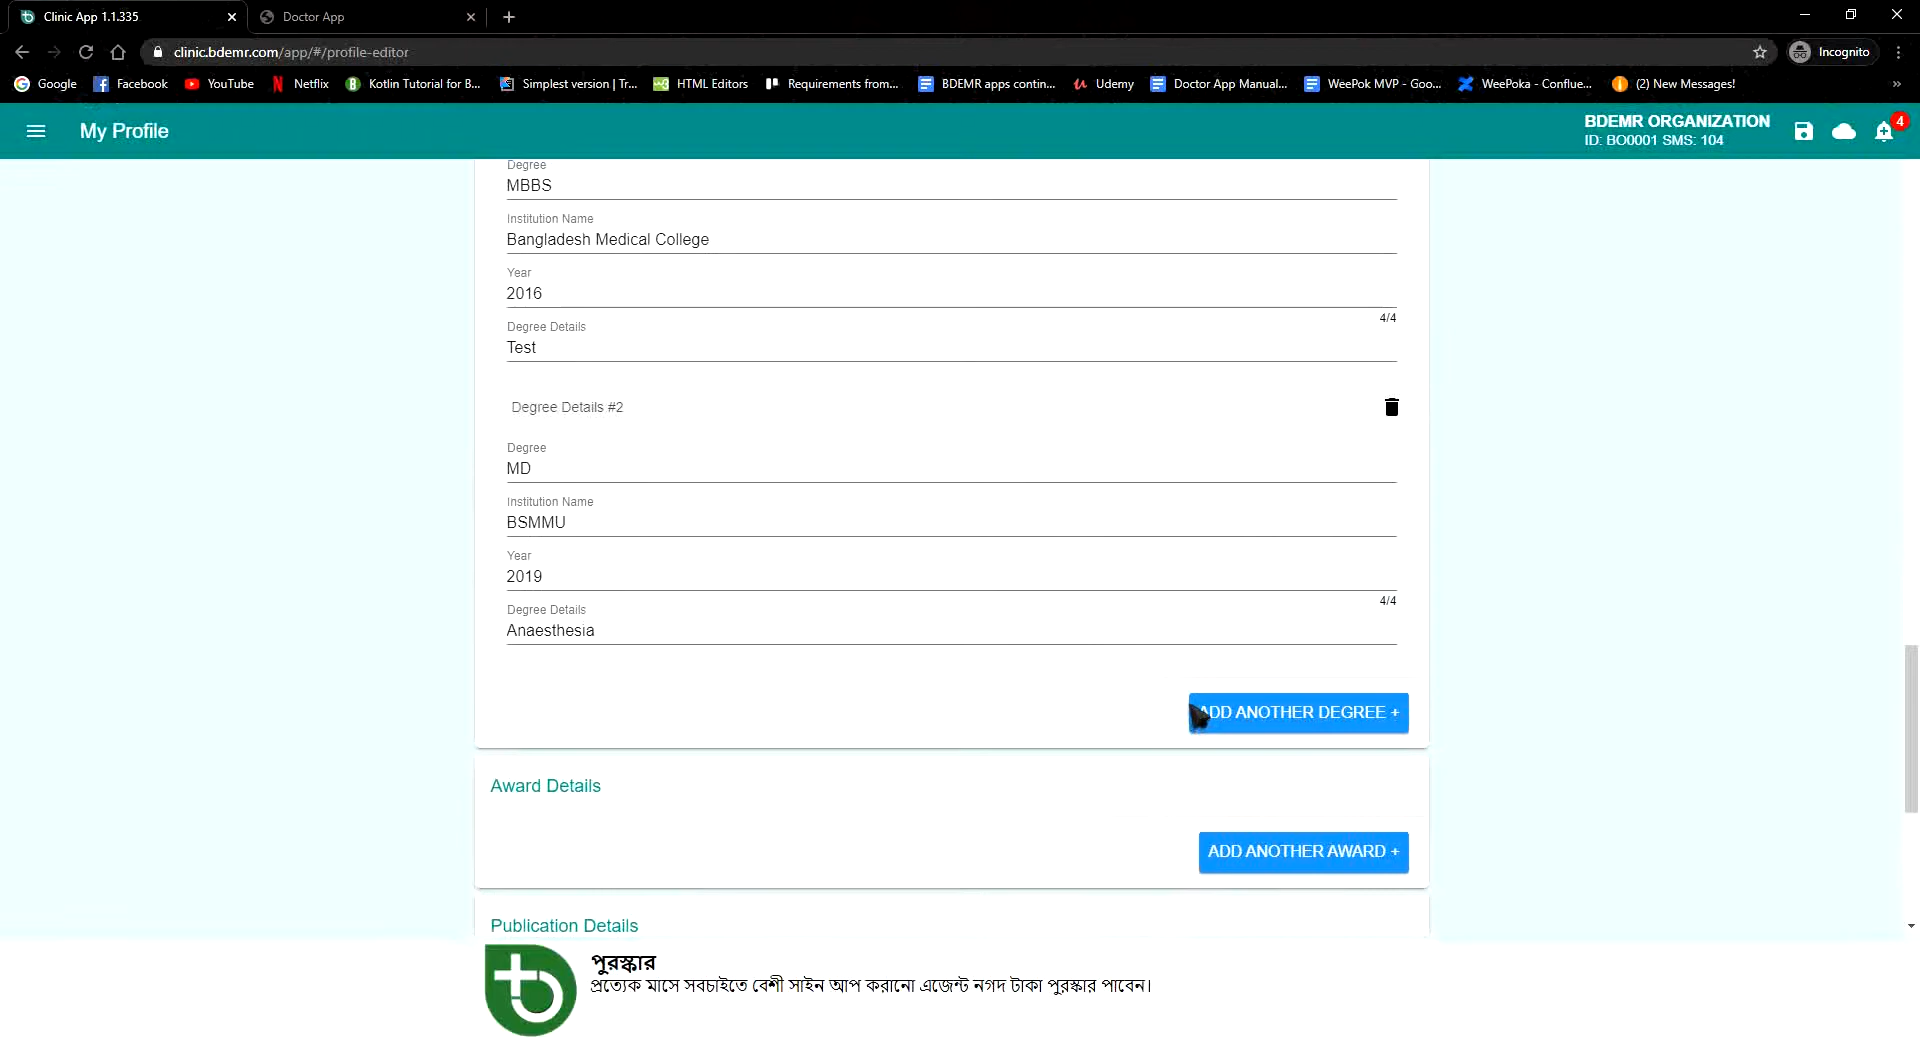 Clinic App 1.1.335
Doctor App
clinic.bdemr.com/app/#/profile-editor
Incognito
Google
Facebook
YouTube
Netflix
Kotlin Tutorial for B...
Simplest version | Tr...
HTML Editors
Requirements from...
BDEMR apps contin...
Udemy
Doctor App Manual...
WeePok MVP - Goo...
WeePoka - Conflue...
(2) New Messages!
My Profile
BDEMR ORGANIZATION
ID: BO0001 SMS: 104
4
Degree
MBBS
Institution Name
Bangladesh Medical College
Year
2016
4/4
Degree Details
Test
Degree Details #2
Degree
MD
Institution Name
BSMMU
Year
2019
4/4
Degree Details
Anaesthesia
ADD ANOTHER DEGREE +
Award Details
ADD ANOTHER AWARD +
Publication Details
পুরস্কার
প্রত্যেক মাসে সবচাইতে বেশী সাইন আপ করানো এজেন্ট নগদ টাকা পুরস্কার পাবেন।